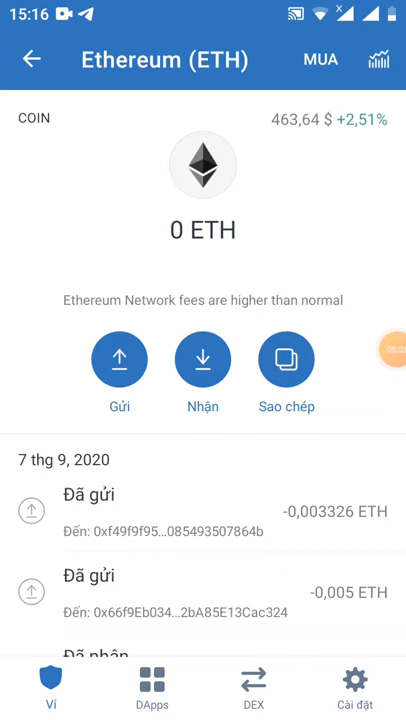 15:16
Ethereum (ETH)
MUA
COIN
463,64 $ +2,51%
0 ETH
Ethereum Network fees are higher than normal
05:03
Gửi
Nhận
Sao chép
7 thg 9, 2020
Đã gửi
-0,003326 ETH
Đến: 0xf49f9f95...085493507864b
Đã gửi
-0,005 ETH
Đến: 0x66f9Eb034...2bA85E13Cac324
Đã nhận
Ví
DApps
DEX
Cài đặt